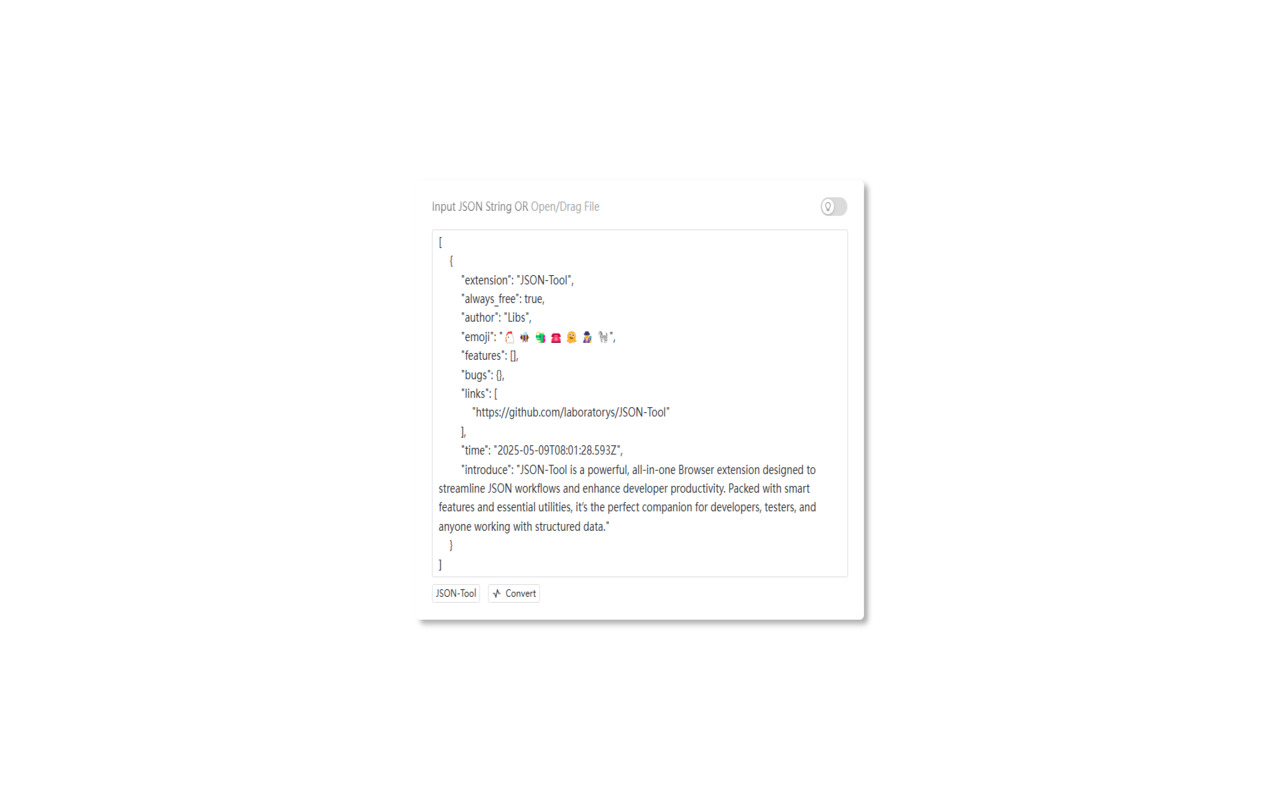 Input JSON String OR Open/Drag File
[
{
"extension": "JSON-Tool",
"always_free": true,
"author": "Libs",
"emoji": "🐔 🐝 🐲 ☎️ 🤗 🕵️ 🐩",
"features": [],
"bugs": {},
"links": [
"https://github.com/laboratorys/JSON-Tool"
],
"time": "2025-05-09T08:01:28.593Z",
"introduce": "JSON-Tool is a powerful, all-in-one Browser extension designed to
streamline JSON workflows and enhance developer productivity. Packed with smart
features and essential utilities, it's the perfect companion for developers, testers, and
anyone working with structured data."
}
]
JSON-Tool
Convert